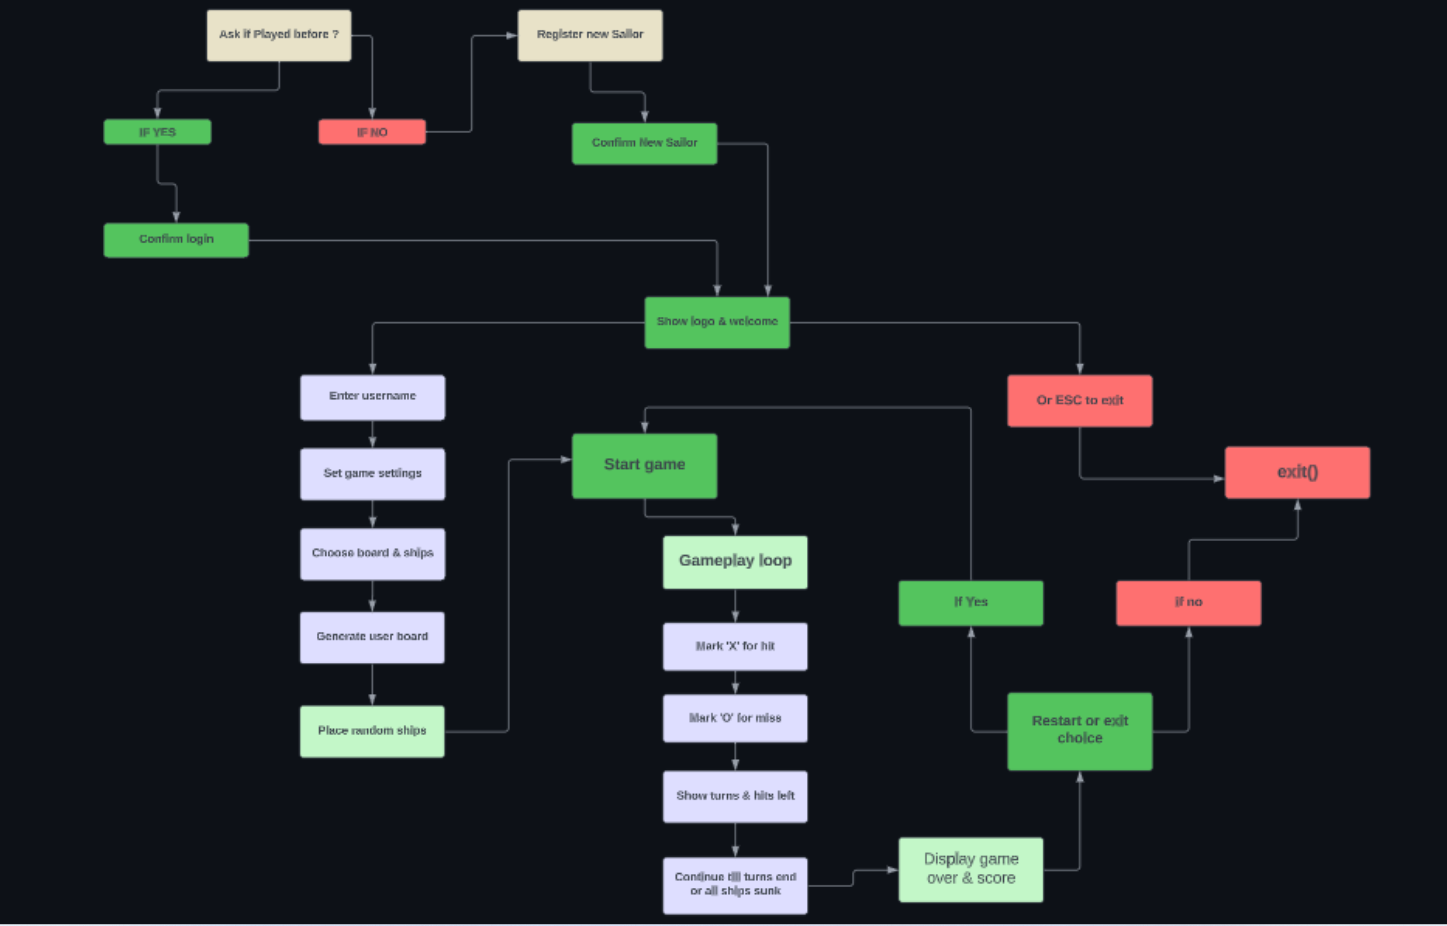 Ask if Played before ?
Register new Sailor
IF YES
IF NO
Confirm New Sailor
Confirm login
Show logo & welcome
Enter username
Or ESC to exit
Start game
Set game settings
exit()
Choose board & ships
Gameplay loop
If Yes
if no
Generate user board
Mark 'X' for hit
Mark 'O' for miss
Restart or exit
choice
Place random ships
Show turns & hits left
Display game
over & score
Continue till turns end
or all ships sunk